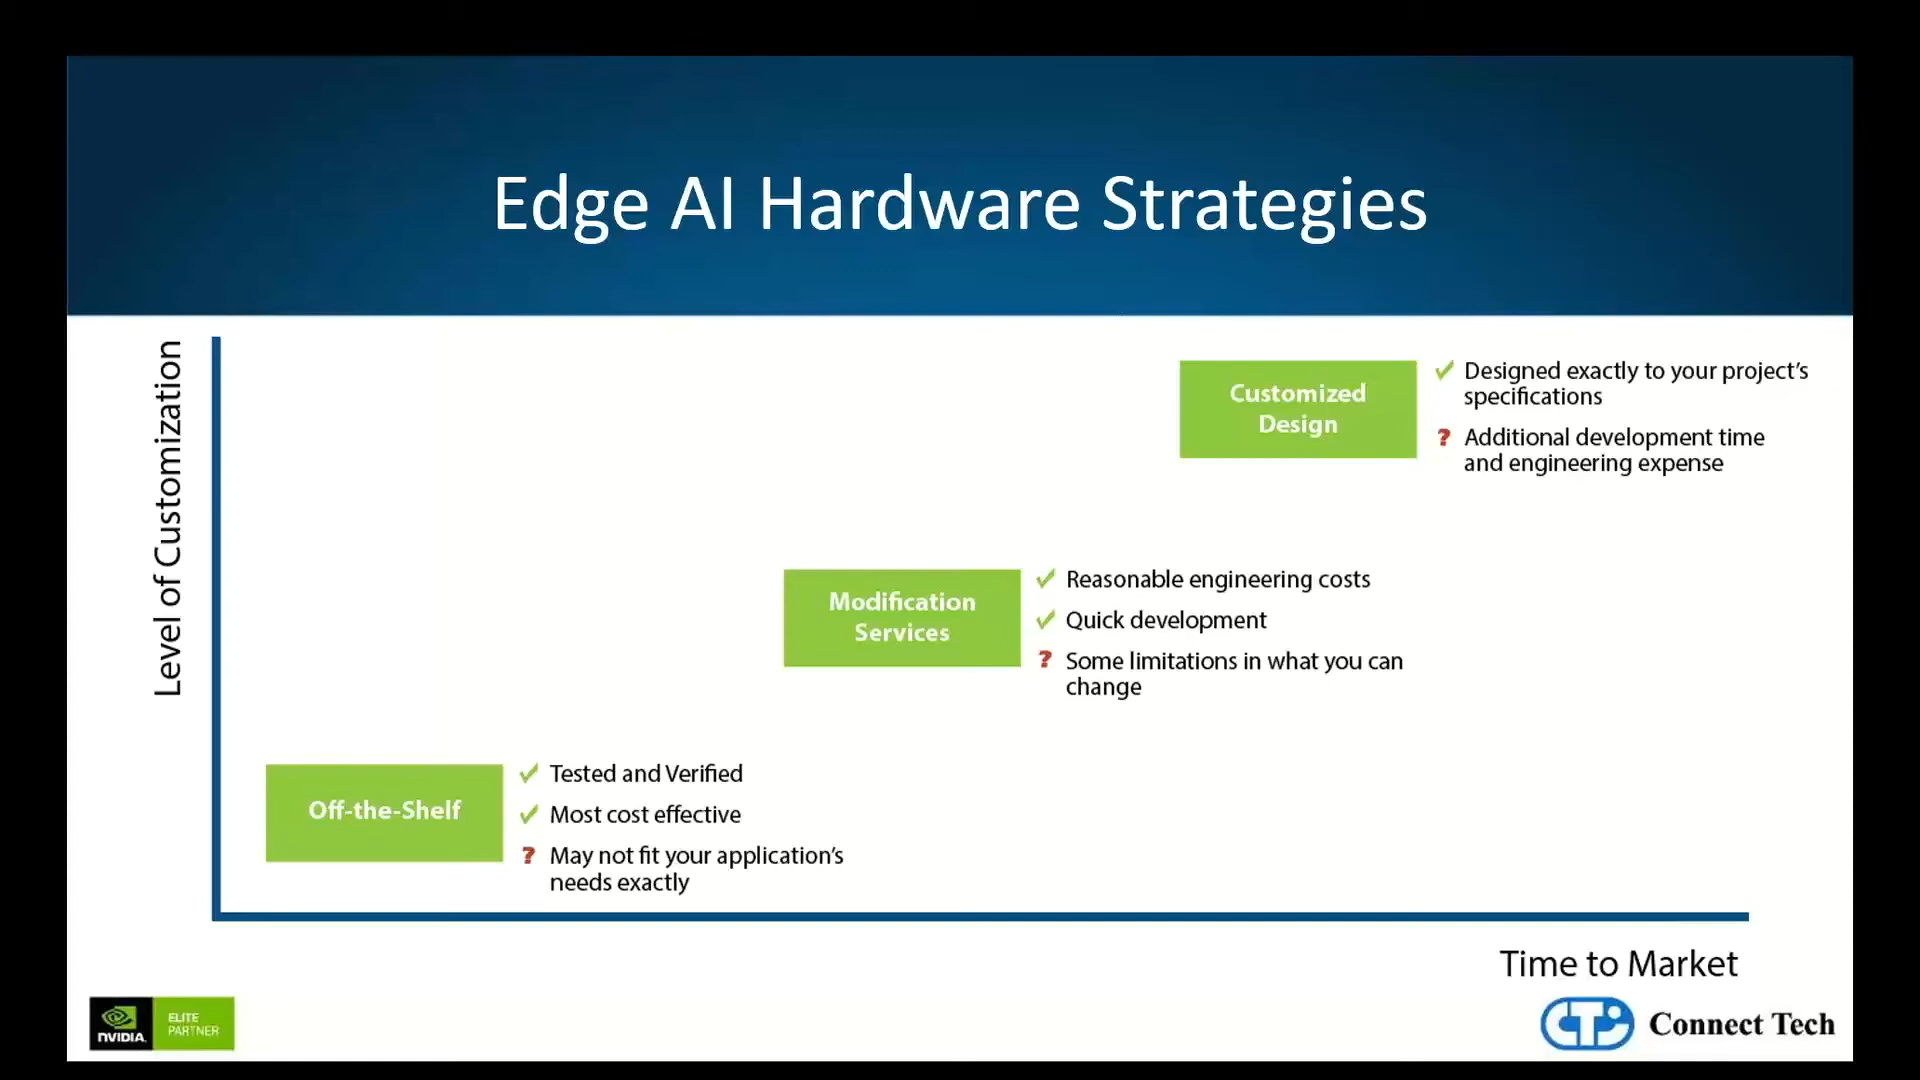 Edge AI Hardware Strategies
Level of Customization
Customized
Design
✓ Designed exactly to your project's
specifications
? Additional development time
and engineering expense
Modification
Services
✓ Reasonable engineering costs
✓ Quick development
? Some limitations in what you can
change
Off-the-Shelf
✓ Tested and Verified
✓ Most cost effective
? May not fit your application's
needs exactly
Time to Market
NVIDIA.
ELITE
PARTNER
CTi
Connect Tech